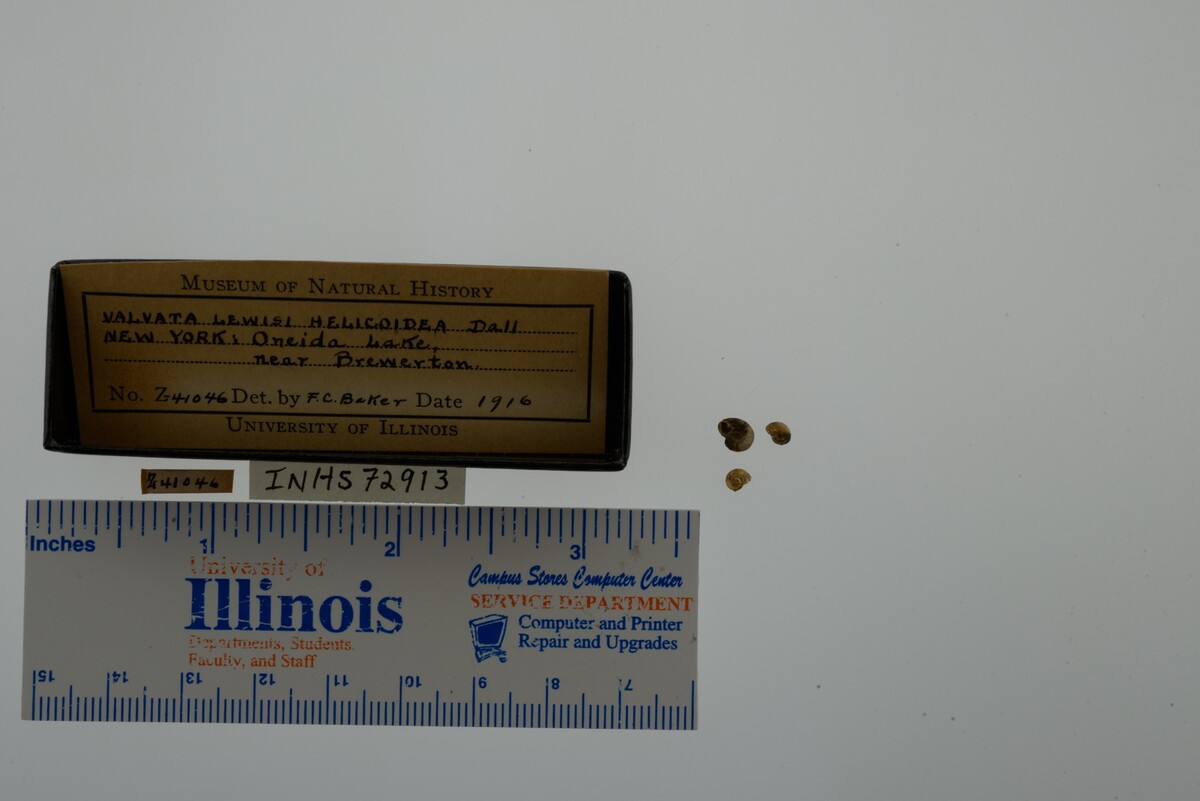 MUSEUM OF NATURAL HISTORY
VALVATA LEWISI HELICOIDEA Dall
NEW YORK: Oneida Lake,
near Brewerton.
No. Z41046 Det. by F.C. Baker Date 1916
UNIVERSITY OF ILLINOIS
Z41046
INHS 72913
Inches 1 2 3
University of
Illinois
Departments, Students,
Faculty, and Staff
Campus Stores Computer Center
SERVICE DEPARTMENT
Computer and Printer
Repair and Upgrades
15 14 13 12 11 10 9 8 7